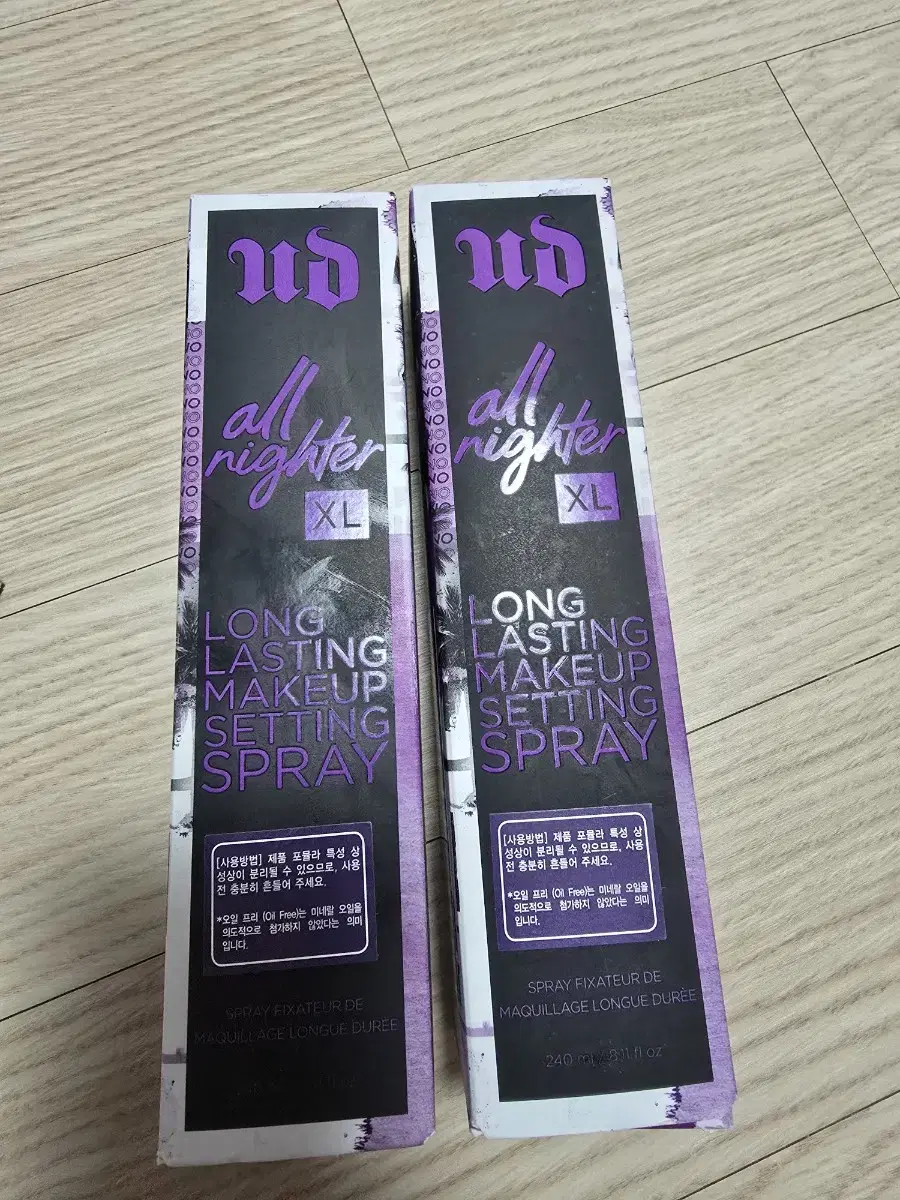 ud
all
nighter
XL
LONG
LASTING
MAKEUP
SETTING
SPRAY
[사용방법] 제품 포뮬라 특성 상
성상이 분리될 수 있으므로, 사용
전 충분히 흔들어 주세요.
*오일 프리 (Oil Free)는 미네랄 오일을
의도적으로 첨가하지 않았다는 의미
입니다.
SPRAY FIXATEUR DE
MAQUILLAGE LONGUE DURÉE
ud
all
nighter
XL
LONG
LASTING
MAKEUP
SETTING
SPRAY
[사용방법] 제품 포뮬라 특성 상
성상이 분리될 수 있으므로, 사용
전 충분히 흔들어 주세요.
*오일 프리 (Oil Free)는 미네랄 오일을
의도적으로 첨가하지 않았다는 의미
입니다.
SPRAY FIXATEUR DE
MAQUILLAGE LONGUE DURÉE
240 ml / 8.11 fl oz